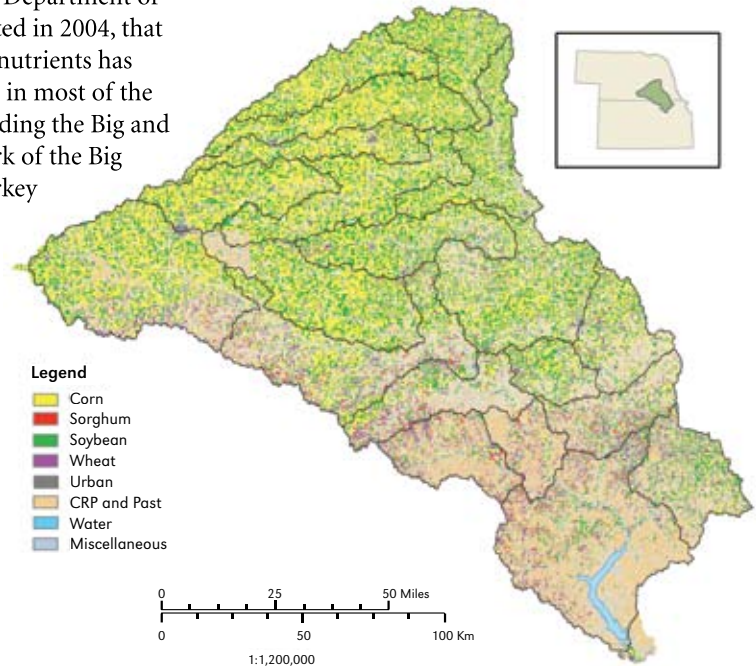 Department of
ted in 2004, that
nutrients has
in most of the
ding the Big and
rk of the Big
rkey
Legend
Corn
Sorghum
Soybean
Wheat
Urban
CRP and Past
Water
Miscellaneous
0 25 50 Miles
0 50 100 Km
1:1,200,000